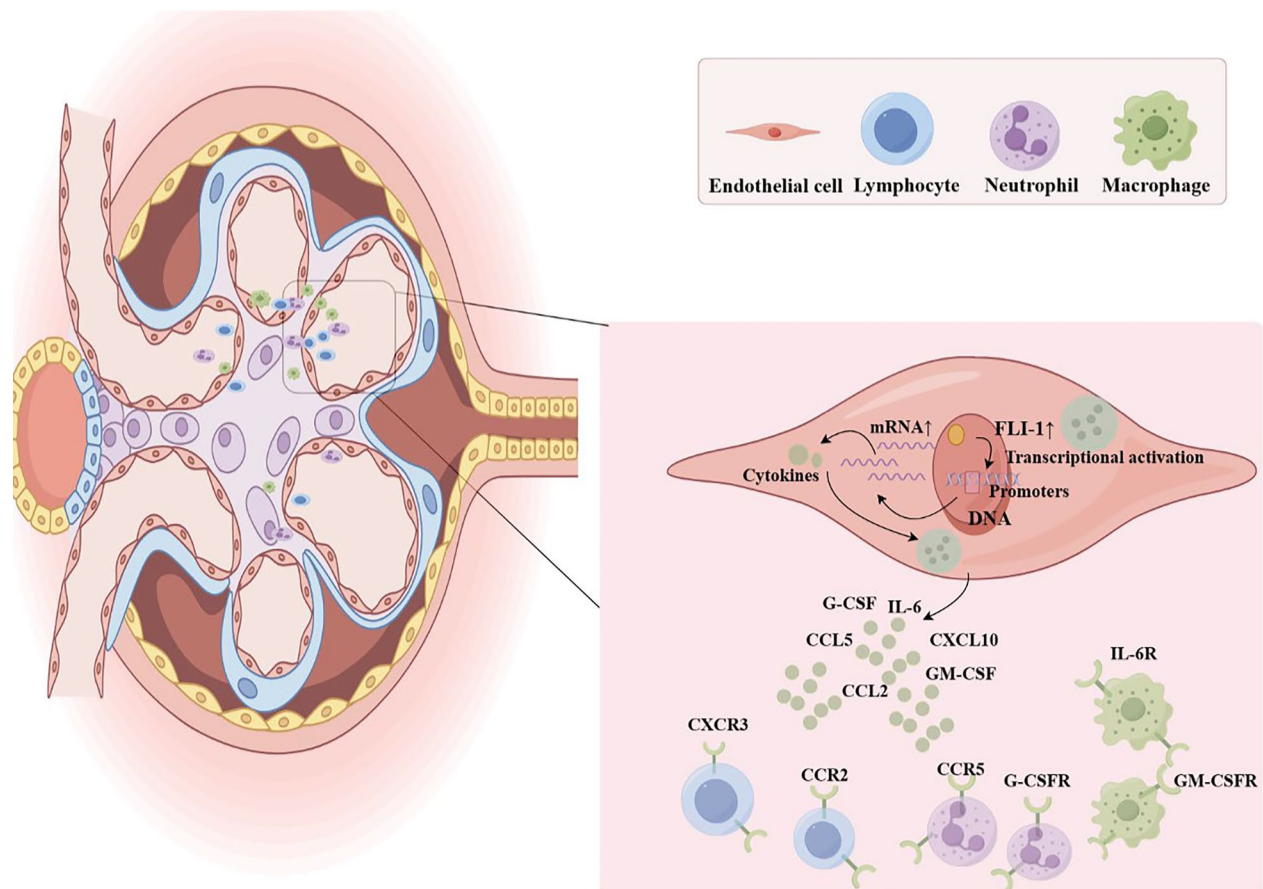 Endothelial cell Lymphocyte Neutrophil Macrophage
mRNA↑
FLI-1↑
Transcriptional activation
Cytokines
Promoters
DNA
G-CSF IL-6
CCL5 CXCL10
IL-6R
GM-CSF
CCL2
CXCR3
CCR2
CCR5
G-CSFR
GM-CSFR